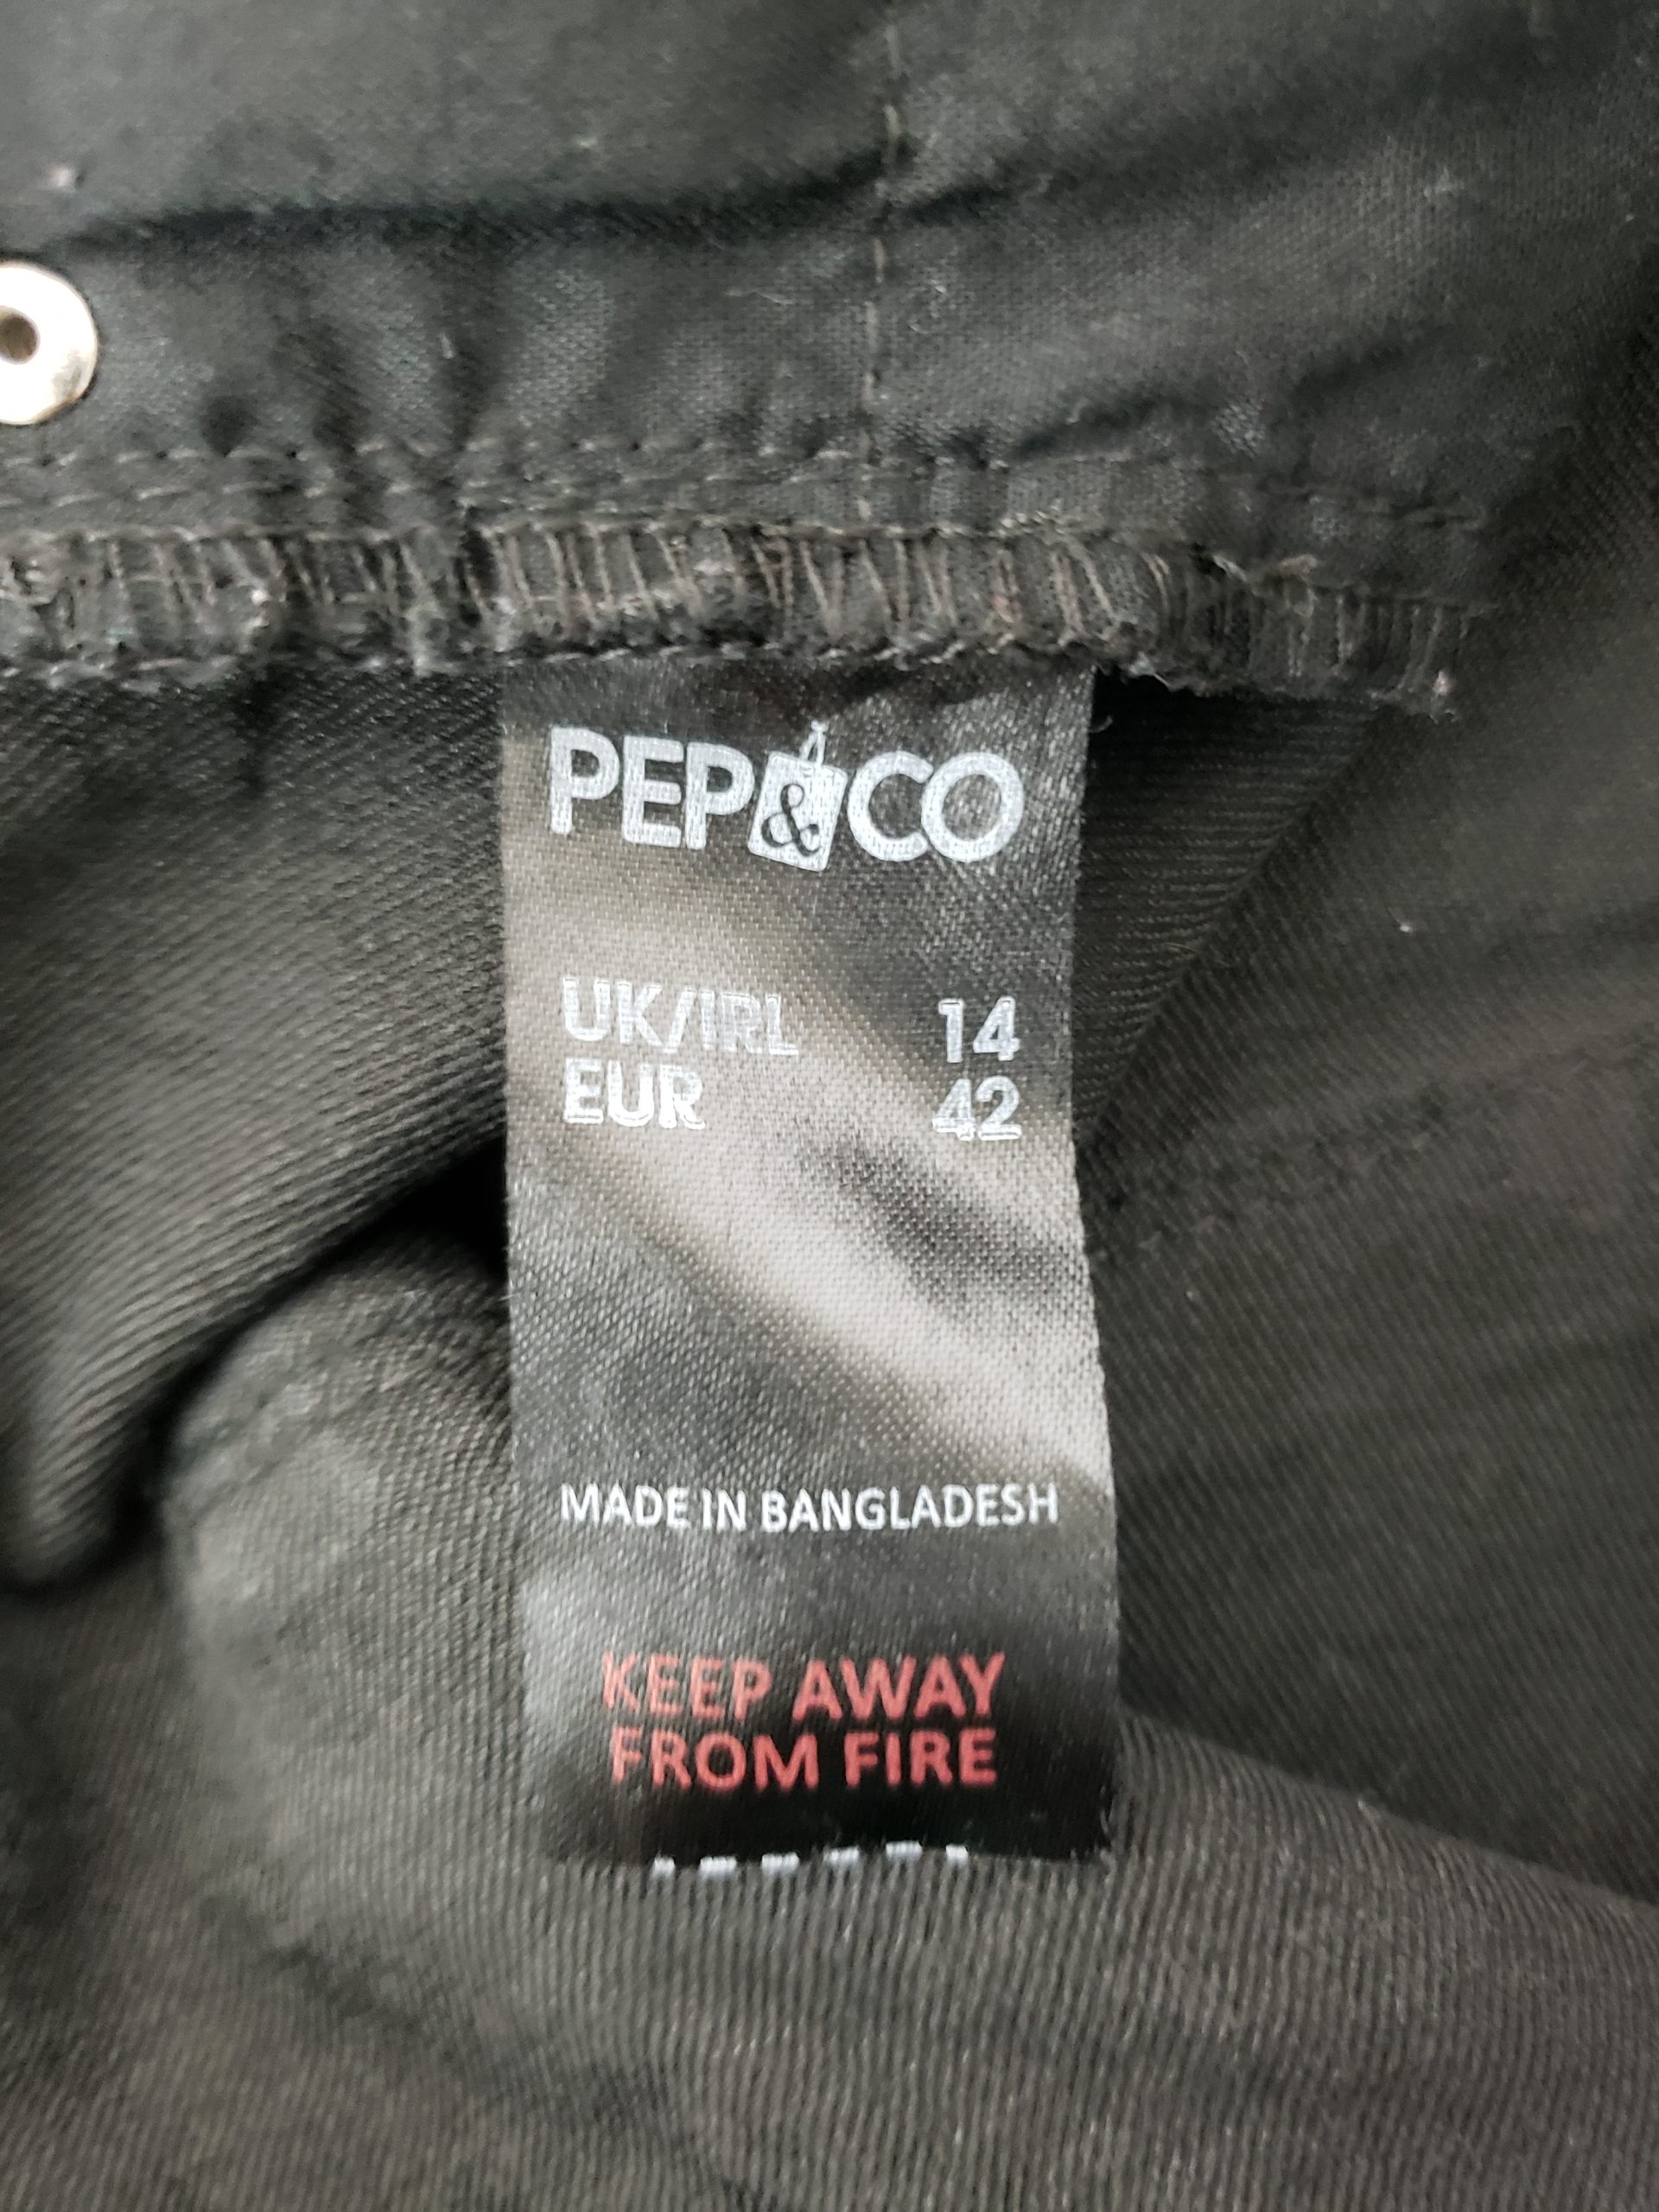 PEP&CO
UK/IRL 14
EUR 42
MADE IN BANGLADESH
KEEP AWAY
FROM FIRE